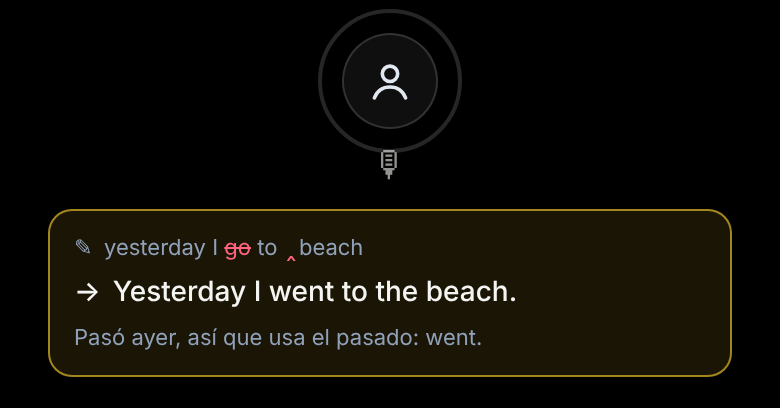 ✎ yesterday I go to ‸beach
→ Yesterday I went to the beach.
Pasó ayer, así que usa el pasado: went.